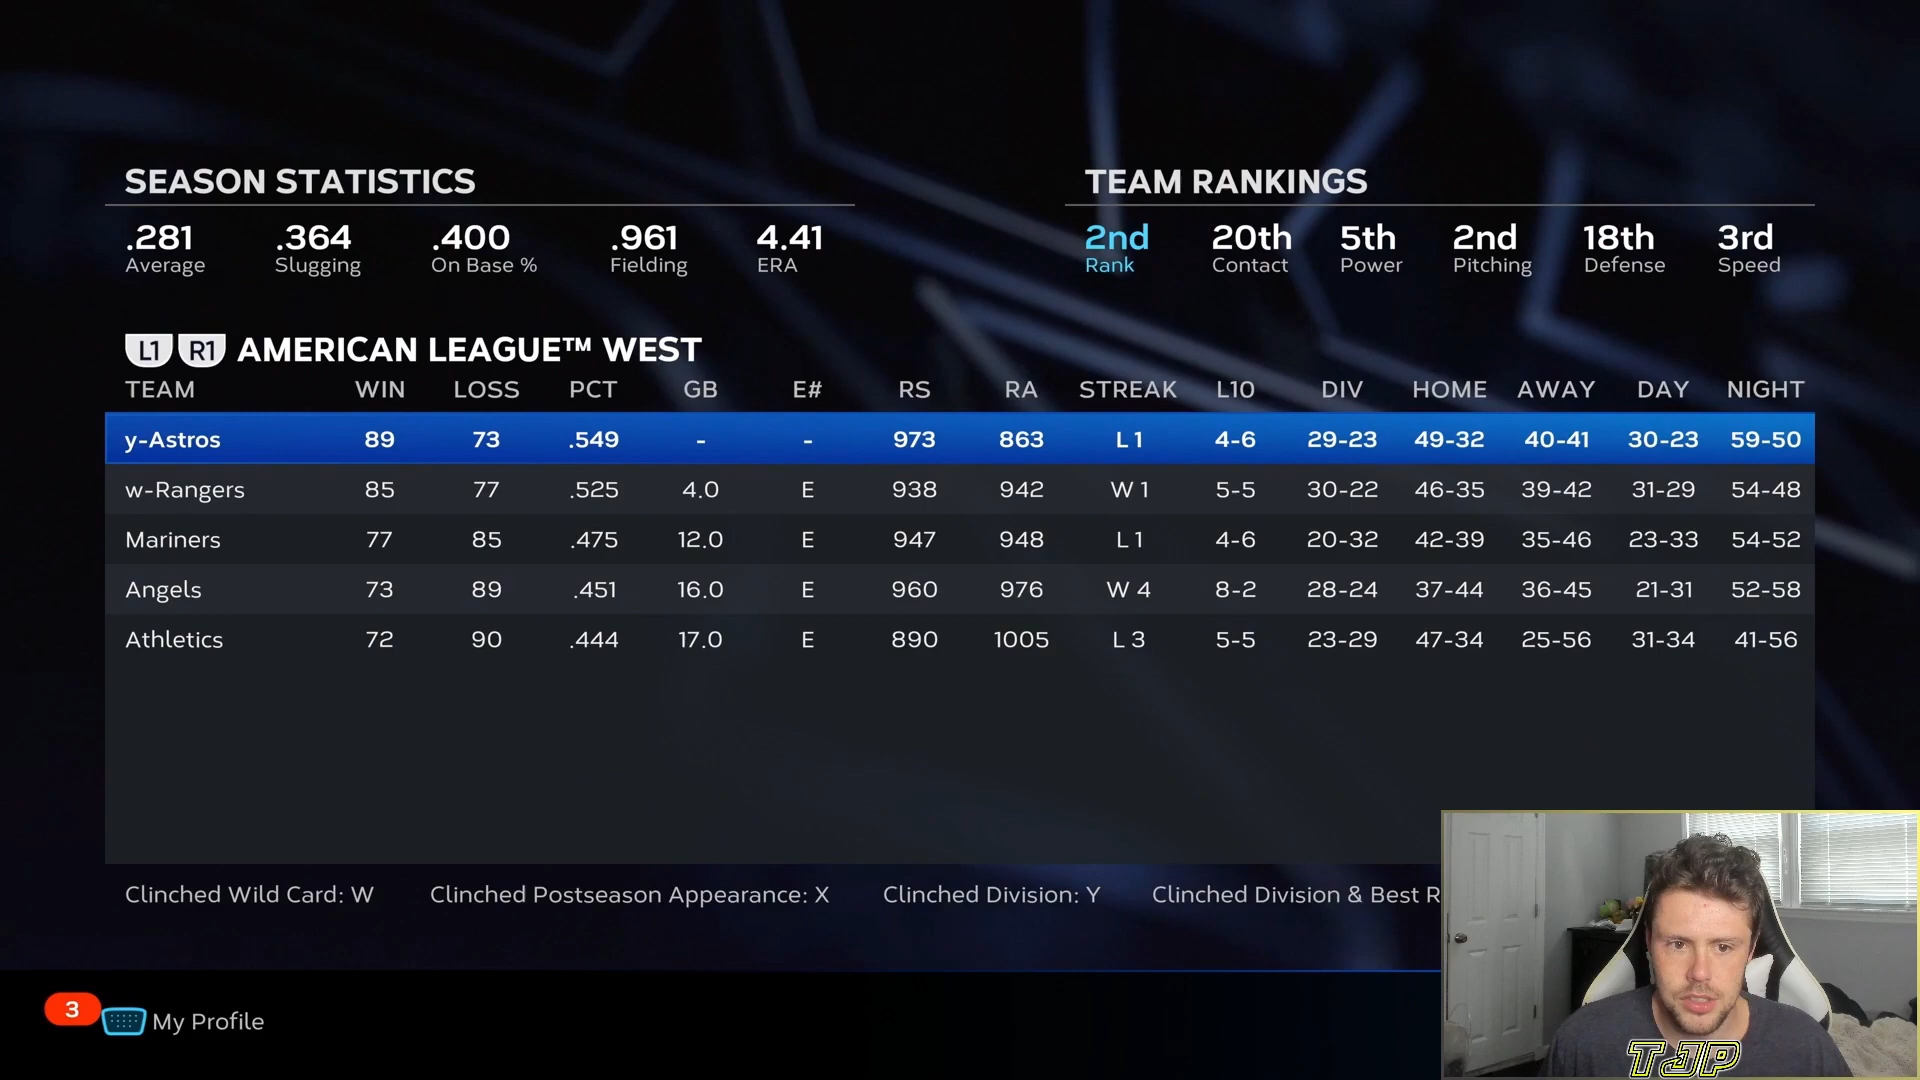 SEASON STATISTICS
.281 .364 .400 .961 4.41
Average Slugging On Base % Fielding ERA
TEAM RANKINGS
2nd 20th 5th 2nd 18th 3rd
Rank Contact Power Pitching Defense Speed
L1 R1 AMERICAN LEAGUE™ WEST
TEAM WIN LOSS PCT GB E# RS RA STREAK L10 DIV HOME AWAY DAY NIGHT
y-Astros 89 73 .549 - - 973 863 L 1 4-6 29-23 49-32 40-41 30-23 59-50
w-Rangers 85 77 .525 4.0 E 938 942 W 1 5-5 30-22 46-35 39-42 31-29 54-48
Mariners 77 85 .475 12.0 E 947 948 L 1 4-6 20-32 42-39 35-46 23-33 54-52
Angels 73 89 .451 16.0 E 960 976 W 4 8-2 28-24 37-44 36-45 21-31 52-58
Athletics 72 90 .444 17.0 E 890 1005 L 3 5-5 23-29 47-34 25-56 31-34 41-56
Clinched Wild Card: W Clinched Postseason Appearance: X Clinched Division: Y Clinched Division & Best R
3 My Profile
TJP